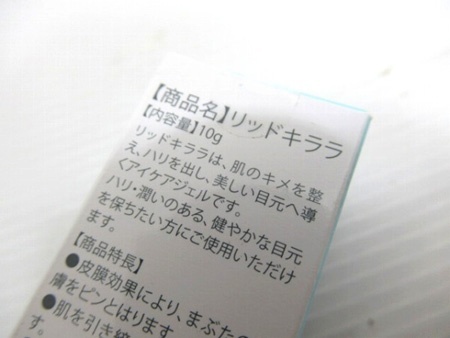 【商品名】リッドキララ
【内容量】10g
リッドキララは、肌のキメを整
え、ハリを出し、美しい目元へ導
くアイケアジェルです。
ハリ・潤いのある、健やかな目元
を保ちたい方にご使用いただけ
ます。
【商品特長】
●皮膜効果により、まぶたの
膚をピンとはります
●肌を引き締
す。